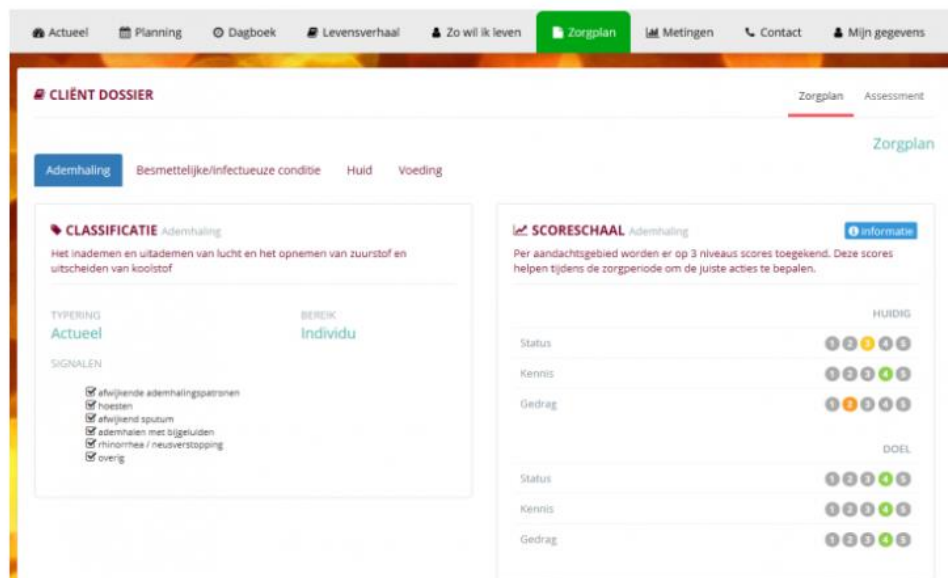 Actueel Planning Dagboek Levensverhaal Zo wil ik leven Zorgplan Metingen Contact Mijn gegevens
CLIËNT DOSSIER
Zorgplan Assessment
Zorgplan
Ademhaling Besmettelijke/infectueuze conditie Huid Voeding
CLASSIFICATIE Ademhaling
Het inademen en uitademen van lucht en het opnemen van zuurstof en
uitscheiden van koolstof
TYPERING BEREIK
Actueel Individu
SIGNALEN
afwijkende ademhalingspatronen
hoesten
afwijkend sputum
ademhalen met bijgeluiden
rhinorrhea / neusverstopping
overig
SCORESCHAAL Ademhaling informatie
Per aandachtsgebied worden er op 3 niveaus scores toegekend. Deze scores
helpen tijdens de zorgperiode om de juiste acties te bepalen.
HUIDIG
Status 1 2 3 4 5
Kennis 1 2 3 4 5
Gedrag 1 2 3 4 5
DOEL
Status 1 2 3 4 5
Kennis 1 2 3 4 5
Gedrag 1 2 3 4 5